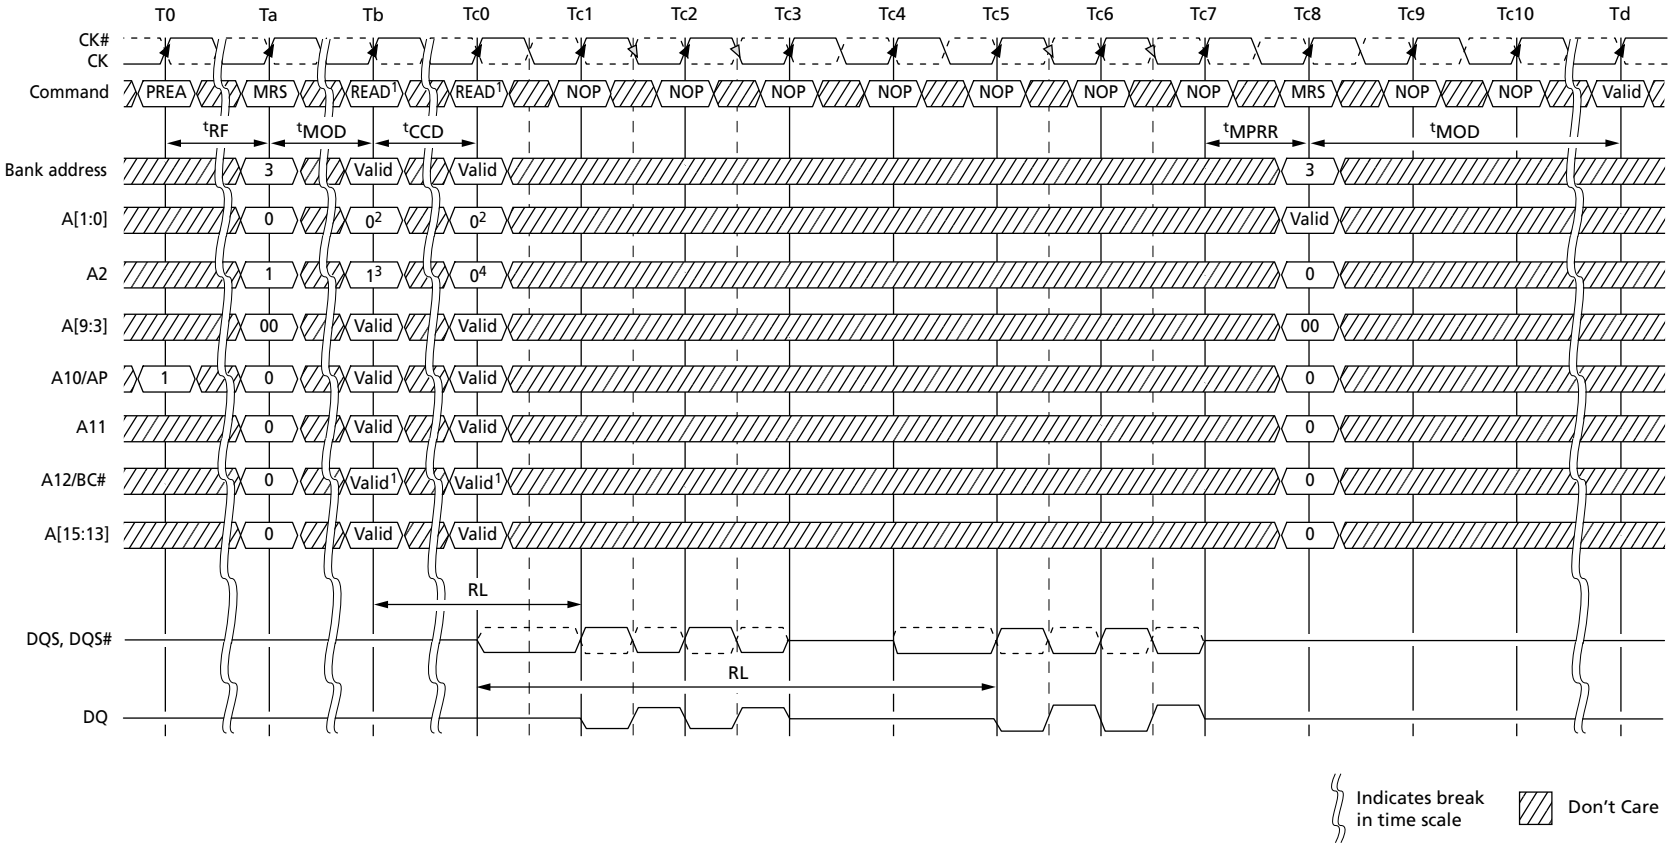 T0 Ta Tb Tc0 Tc1 Tc2 Tc3 Tc4 Tc5 Tc6 Tc7 Tc8 Tc9 Tc10 Td
CK#
CK
Command PREA MRS READ1 READ1 NOP NOP NOP NOP NOP NOP NOP MRS NOP NOP Valid
tRF tMOD tCCD tMPRR tMOD
Bank address 3 Valid Valid 3
A[1:0] 0 02 02 Valid
A2 1 13 04 0
A[9:3] 00 Valid Valid 00
A10/AP 1 0 Valid Valid 0
A11 0 Valid Valid 0
A12/BC# 0 Valid1 Valid1 0
A[15:13] 0 Valid Valid 0
RL
DQS, DQS#
RL
DQ
Indicates break
in time scale
Don't Care